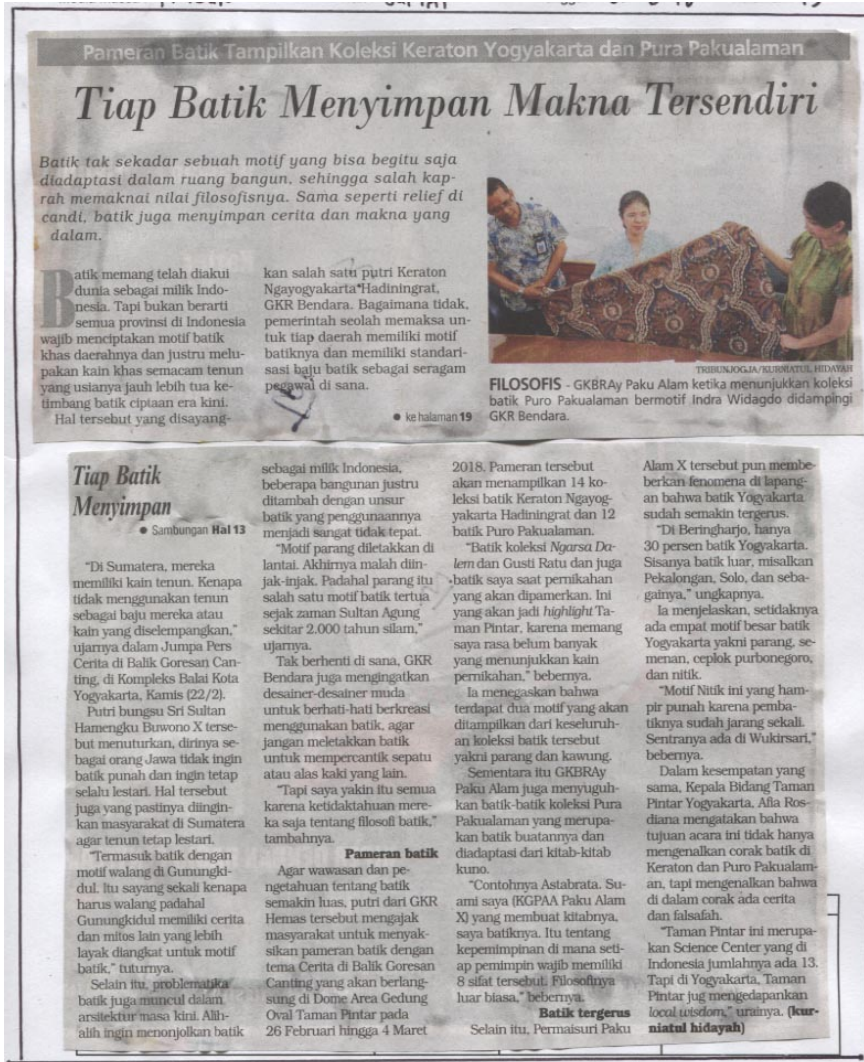 Pameran Batik Tampilkan Koleksi Keraton Yogyakarta dan Pura Pakualaman
Tiap Batik Menyimpan Makna Tersendiri
Batik tak sekadar sebuah motif yang bisa begitu saja
diadaptasi dalam ruang bangun, sehingga salah kap-
rah memaknai nilai filosofisnya. Sama seperti relief di
candi, batik juga menyimpan cerita dan makna yang
dalam.
Batik memang telah diakui
dunia sebagai milik Indo-
nesia. Tapi bukan berarti
semua provinsi di Indonesia
wajib menciptakan motif batik
khas daerahnya dan justru melu-
pakan kain khas semacam tenun
yang usianya jauh lebih tua ke-
timbang batik ciptaan era kini.
Hal tersebut yang disayang-
kan salah satu putri Keraton
Ngayogyakarta Hadiningrat,
GKR Bendara. Bagaimana tidak,
pemerintah seolah memaksa un-
tuk tiap daerah memiliki motif
batiknya dan memiliki standari-
sasi baju batik sebagai seragam
pegawai di sana.
● ke halaman 19
TRIBUNJOGJA/KURNIATUL HIDAYAH
FILOSOFIS - GKBRAy Paku Alam ketika menunjukkan koleksi
batik Puro Pakualaman bermotif Indra Widagdo didampingi
GKR Bendara.
Tiap Batik
Menyimpan
● Sambungan Hal 13
"Di Sumatera, mereka
memiliki kain tenun. Kenapa
tidak menggunakan tenun
sebagai baju mereka atau
kain yang diselempangkan,"
ujarnya dalam Jumpa Pers
Cerita di Balik Goresan Can-
ting, di Kompleks Balai Kota
Yogyakarta, Kamis (22/2).
Putri bungsu Sri Sultan
Hamengku Buwono X terse-
but menuturkan, dirinya se-
bagai orang Jawa tidak ingin
batik punah dan ingin tetap
selalu lestari. Hal tersebut
juga yang pastinya diingin-
kan masyarakat di Sumatera
agar tenun tetap lestari.
"Termasuk batik dengan
motif walang di Gunungki-
dul. Itu sayang sekali kenapa
harus walang padahal
Gunungkidul memiliki cerita
dan mitos lain yang lebih
layak diangkat untuk motif
batik," tuturnya.
Selain itu, problematika
batik juga muncul dalam
arsitektur masa kini. Alih-
alih ingin menonjolkan batik
sebagai milik Indonesia,
beberapa bangunan justru
ditambah dengan unsur
batik yang penggunaannya
menjadi sangat tidak tepat.
"Motif parang diletakkan di
lantai. Akhirnya malah diin-
jak-injak. Padahal parang itu
salah satu motif batik tertua
sejak zaman Sultan Agung
sekitar 2.000 tahun silam,"
ujarnya.
Tak berhenti di sana, GKR
Bendara juga mengingatkan
desainer-desainer muda
untuk berhati-hati berkreasi
menggunakan batik, agar
jangan meletakkan batik
untuk mempercantik sepatu
atau alas kaki yang lain.
"Tapi saya yakin itu semua
karena ketidaktahuan mere-
ka saja tentang filosofi batik,"
tambahnya.
Pameran batik
Agar wawasan dan pe-
ngetahuan tentang batik
semakin luas, putri dari GKR
Hemas tersebut mengajak
masyarakat untuk menyak-
sikan pameran batik dengan
tema Cerita di Balik Goresan
Canting yang akan berlang-
sung di Dome Area Gedung
Oval Taman Pintar pada
26 Februari hingga 4 Maret
2018. Pameran tersebut
akan menampilkan 14 ko-
leksi batik Keraton Ngayog-
yakarta Hadiningrat dan 12
batik Puro Pakualaman.
"Batik koleksi Ngarsa Da-
lem dan Gusti Ratu dan juga
batik saya saat pernikahan
yang akan dipamerkan. Ini
yang akan jadi highlight Ta-
man Pintar, karena memang
saya rasa belum banyak
yang menunjukkan kain
pernikahan," bebernya.
Ia menegaskan bahwa
terdapat dua motif yang akan
ditampilkan dari keseluruh-
an koleksi batik tersebut
yakni parang dan kawung.
Sementara itu GKBRAy
Paku Alam juga menyuguh-
kan batik-batik koleksi Pura
Pakualaman yang merupa-
kan batik buatannya dan
diadaptasi dari kitab-kitab
kuno.
"Contohnya Astabrata. Su-
ami saya (KGPAA Paku Alam
X) yang membuat kitabnya,
saya batiknya. Itu tentang
kepemimpinan di mana seti-
ap pemimpin wajib memiliki
8 sifat tersebut. Filosofinya
luar biasa," bebernya.
Batik tergerus
Selain itu, Permaisuri Paku
Alam X tersebut pun membe-
berkan fenomena di lapang-
an bahwa batik Yogyakarta
sudah semakin tergerus.
"Di Beringharjo, hanya
30 persen batik Yogyakarta.
Sisanya batik luar, misalkan
Pekalongan, Solo, dan seba-
gainya," ungkapnya.
Ia menjelaskan, setidaknya
ada empat motif besar batik
Yogyakarta yakni parang, se-
menan, ceplok purbonegoro,
dan nitik.
"Motif Nitik ini yang ham-
pir punah karena pemba-
tiknya sudah jarang sekali.
Sentranya ada di Wukirsari,"
bebernya.
Dalam kesempatan yang
sama, Kepala Bidang Taman
Pintar Yogyakarta, Afia Ros-
diana mengatakan bahwa
tujuan acara ini tidak hanya
mengenalkan corak batik di
Keraton dan Puro Pakualam-
an, tapi mengenalkan bahwa
di dalam corak ada cerita
dan falsafah.
"Taman Pintar ini merupa-
kan Science Center yang di
Indonesia jumlahnya ada 13.
Tapi di Yogyakarta, Taman
Pintar jug mengedapankan
local wisdom," urainya. (kur-
niatul hidayah)